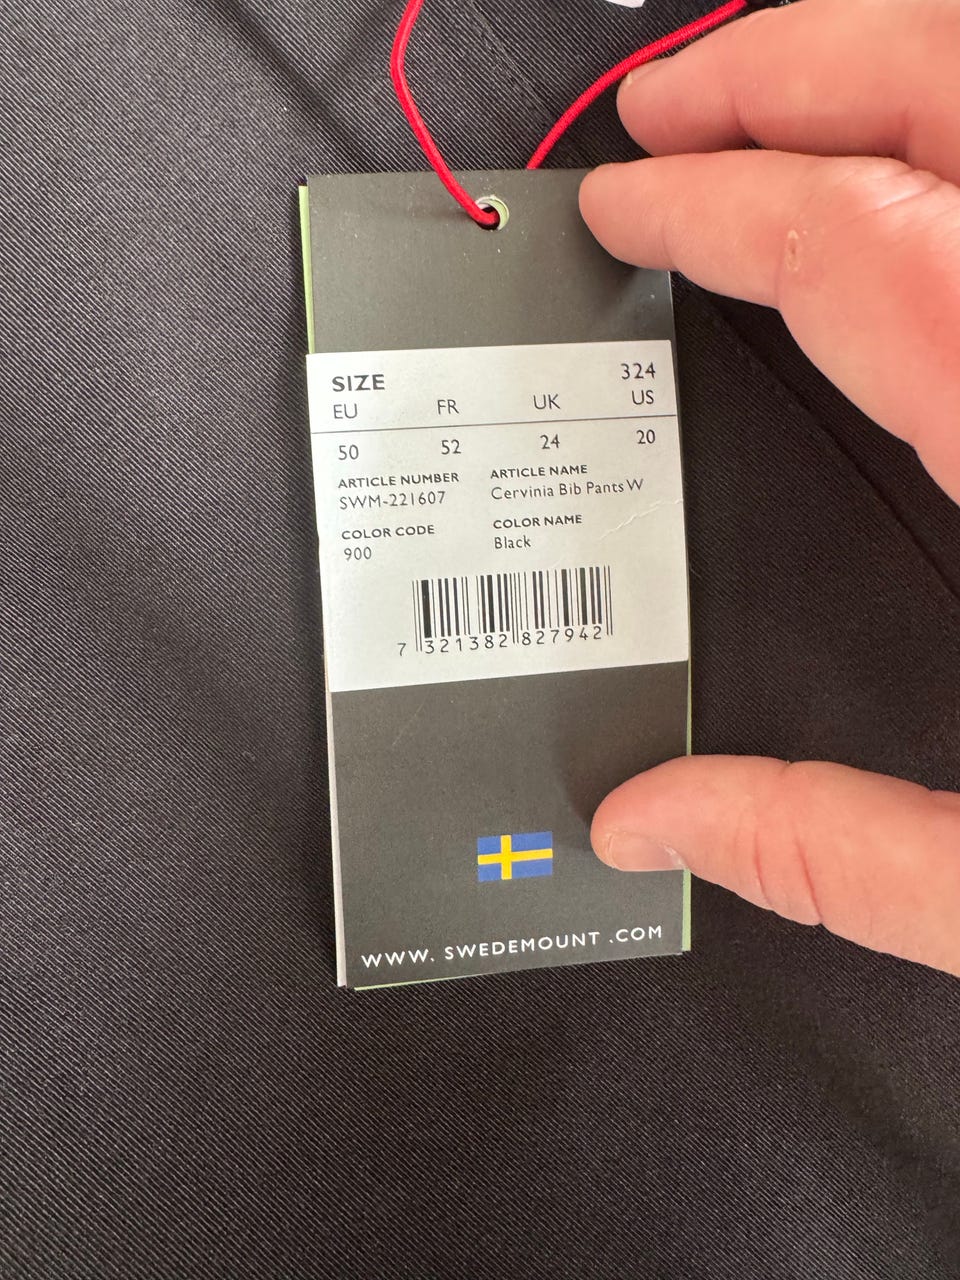 SIZE 324
EU FR UK US
50 52 24 20
ARTICLE NUMBER ARTICLE NAME
SWM-221607 Cervinia Bib Pants W
COLOR CODE COLOR NAME
900 Black
7 321382 827942
WWW. SWEDEMOUNT .COM